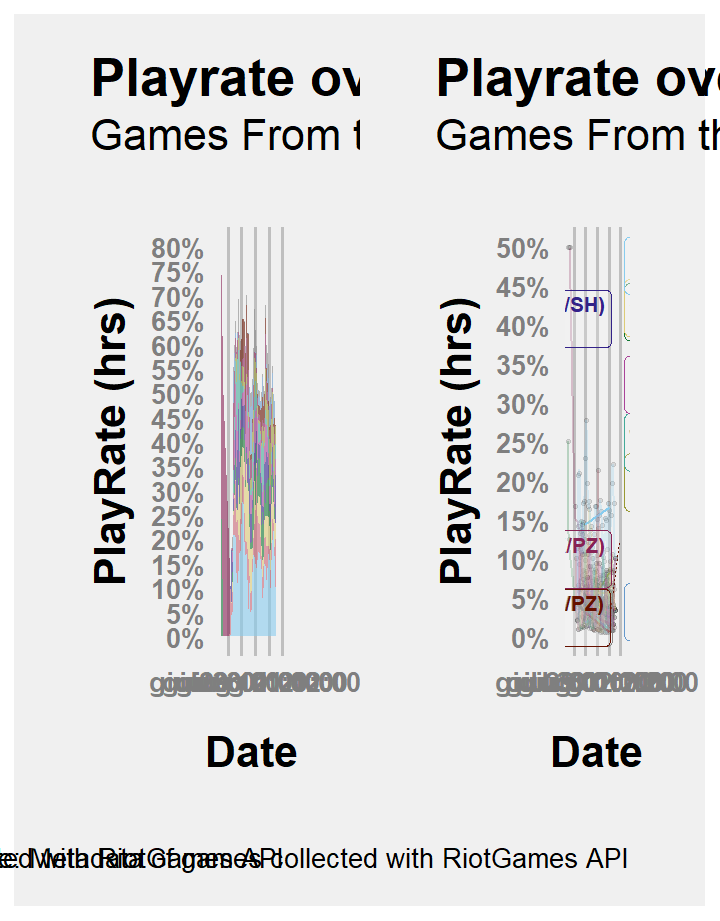 Playrate ov
Games From t
PlayRate (hrs)
80%
75%
70%
65%
60%
55%
50%
45%
40%
35%
30%
25%
20%
15%
10%
5%
0%
Date
Playrate ove
Games From th
PlayRate (hrs)
50%
45%
40%
35%
30%
25%
20%
15%
10%
5%
0%
/SH)
/PZ)
/PZ)
Date
collected with RiotGames API